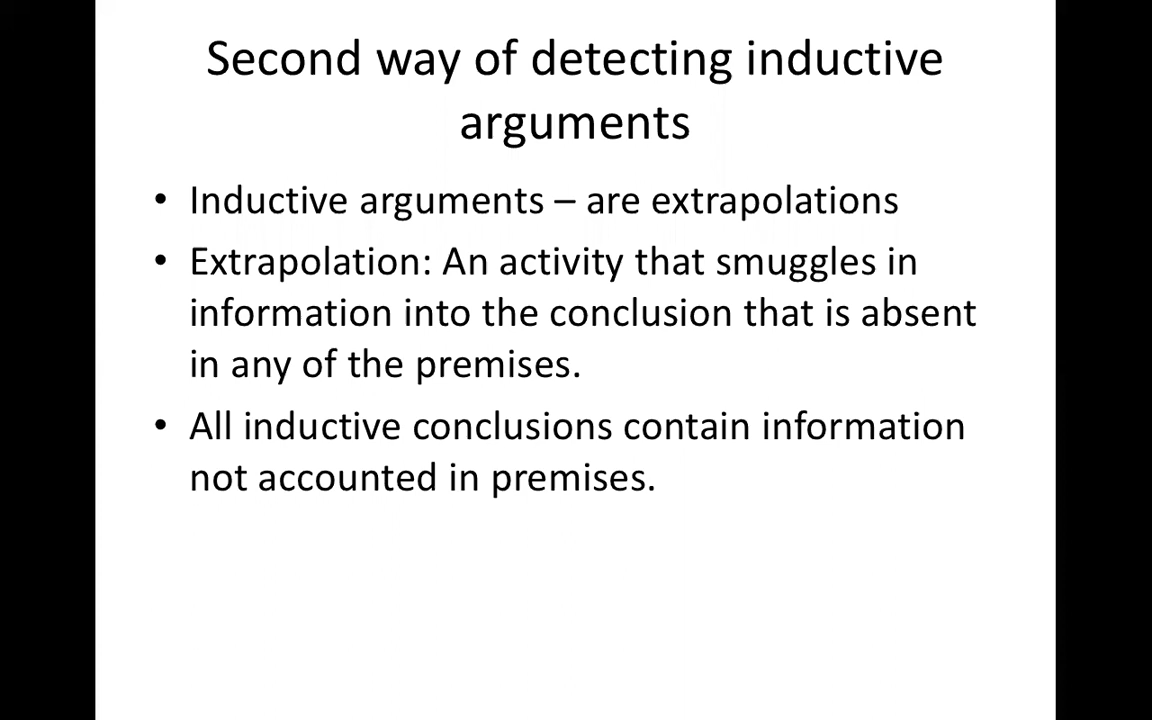 Second way of detecting inductive
arguments
• Inductive arguments – are extrapolations
• Extrapolation: An activity that smuggles in
information into the conclusion that is absent
in any of the premises.
• All inductive conclusions contain information
not accounted in premises.